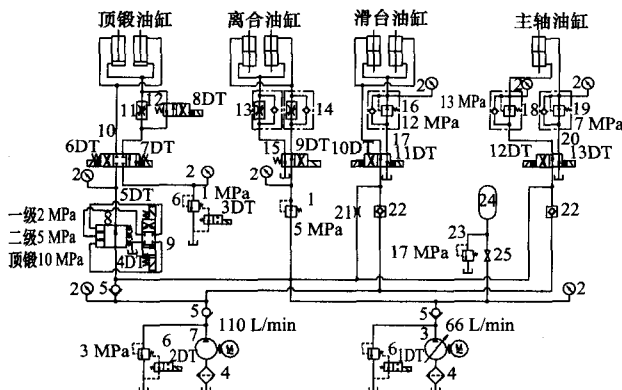 顶锻油缸 离合油缸 滑台油缸 主轴油缸
2 2 2
11 12 8DT 13 14 16 13 MPa 18 19
12 MPa 7 MPa
10 17 20
6DT 7DT 15 9DT 10DT 11DT 12DT 13DT
2 2 2
5DT 1 MPa 24
一级2 MPa 6 3DT 1 21 22 22
二级5 MPa 9 5 MPa 23
顶锻10 MPa 4DT 17 MPa 25
2 5 2
5 5
7 110 L/min 3 66 L/min
3 MPa 6 2DT 6 1DT
4 4